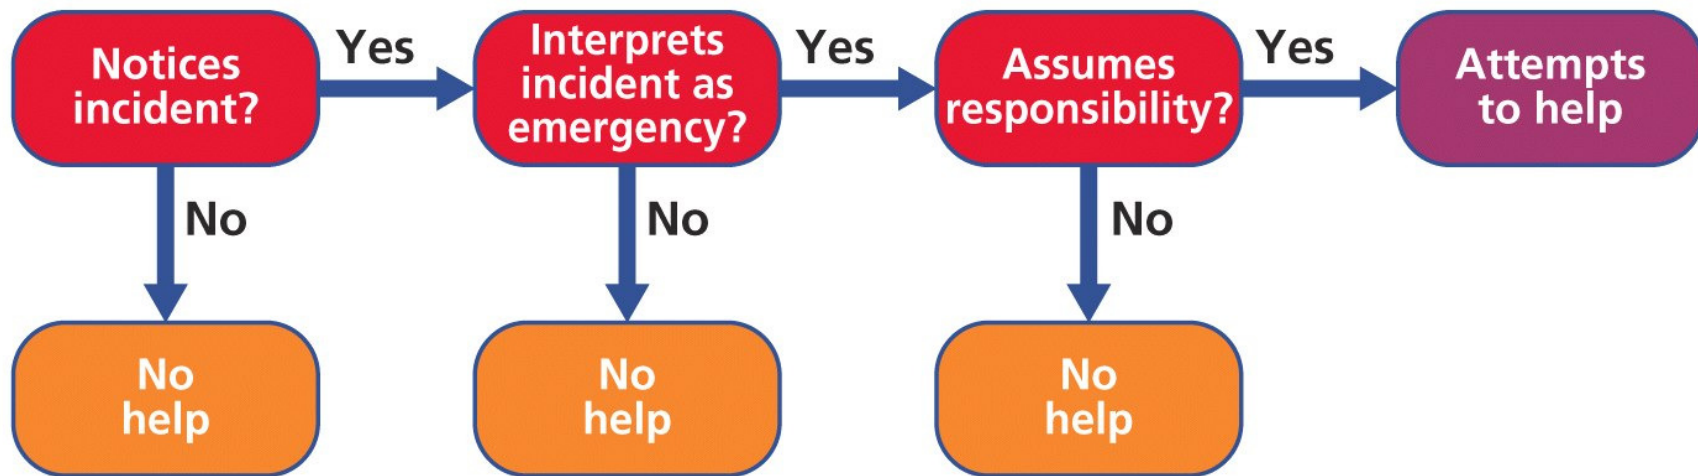 Notices
incident?
Yes
Interprets
incident as
emergency?
Yes
Assumes
responsibility?
Yes
Attempts
to help
No
No
No
No
help
No
help
No
help